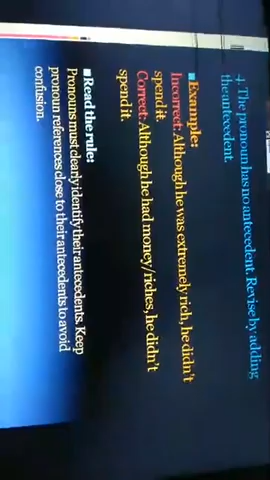 4. The pronoun has no antecedent. Revise by adding
the antecedent.
■Example:
Incorrect: Although he was extremely rich, he didn't
spend it.
Correct: Although he had money/riches, he didn't
spend it.
■Read the rule:
Pronouns must clearly identify their antecedents. Keep
pronoun references close to their antecedents to avoid
confusion.